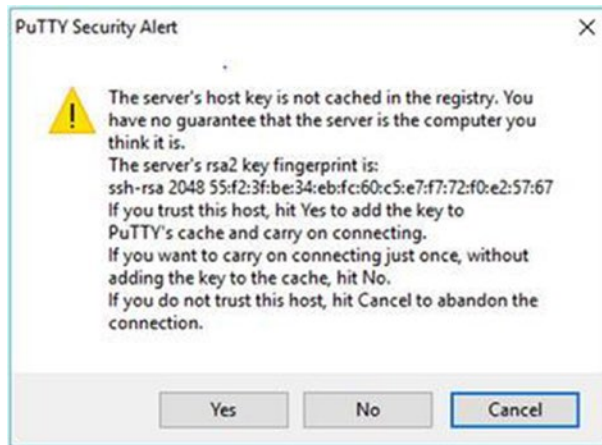 PuTTY Security Alert
The server's host key is not cached in the registry. You
have no guarantee that the server is the computer you
think it is.
The server's rsa2 key fingerprint is:
ssh-rsa 2048 55:f2:3f:be:34:eb:fc:60:c5:e7:f7:72:f0:e2:57:67
If you trust this host, hit Yes to add the key to
PuTTY's cache and carry on connecting.
If you want to carry on connecting just once, without
adding the key to the cache, hit No.
If you do not trust this host, hit Cancel to abandon the
connection.
Yes No Cancel